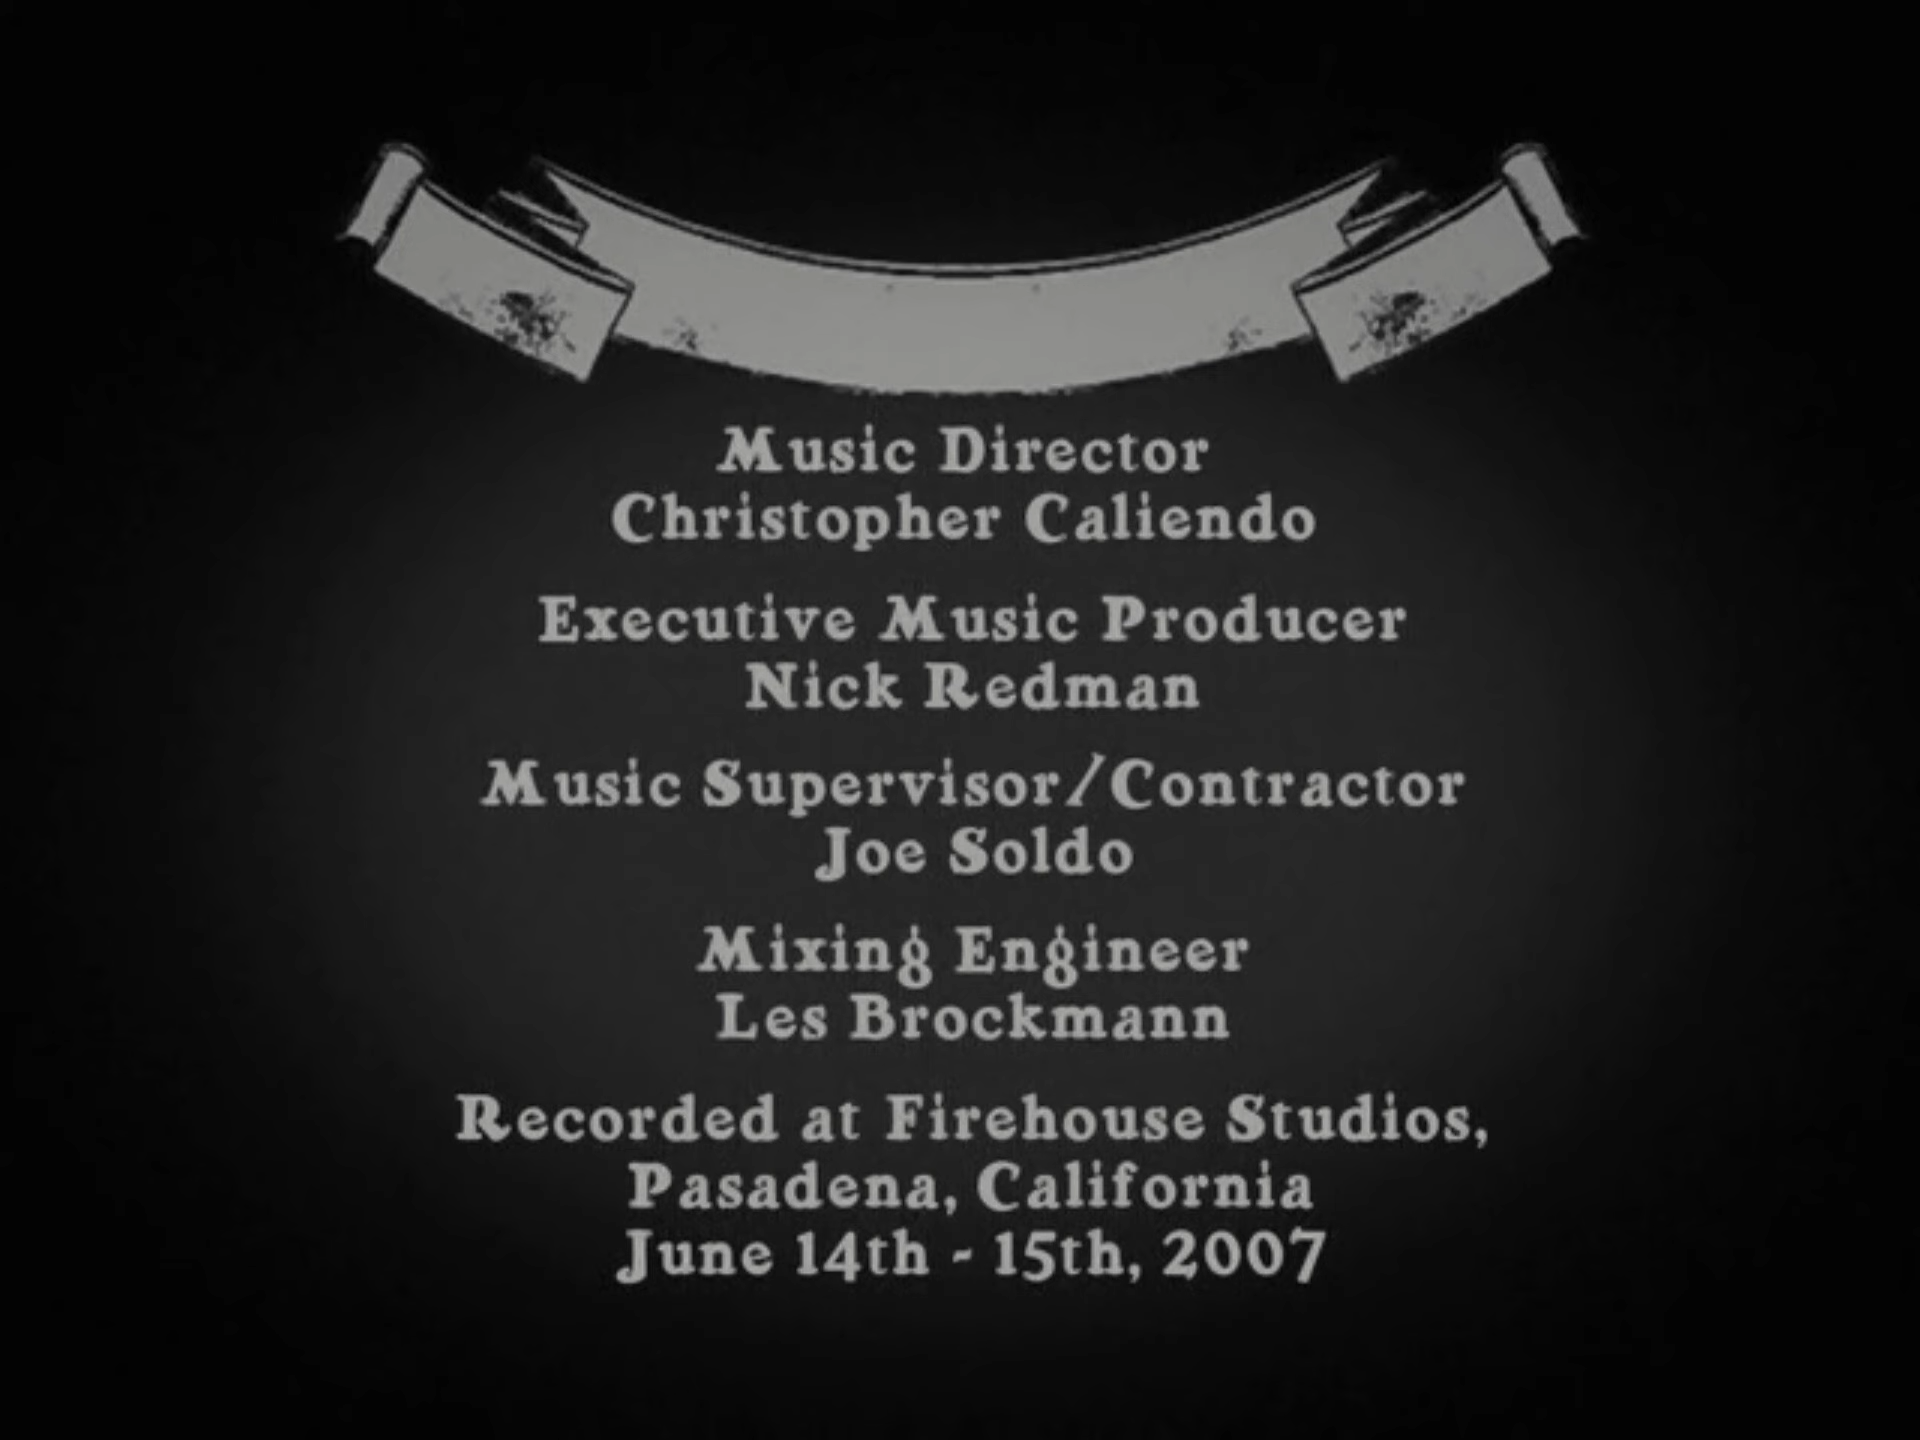 Music Director
Christopher Caliendo
Executive Music Producer
Nick Redman
Music Supervisor/Contractor
Joe Soldo
Mixing Engineer
Les Brockmann
Recorded at Firehouse Studios,
Pasadena, California
June 14th - 15th, 2007